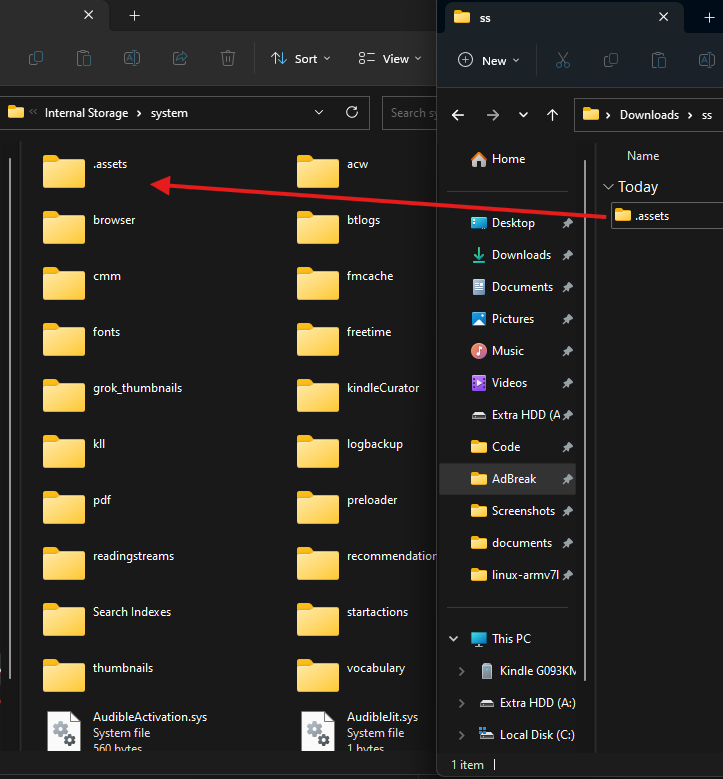 Sort
View
Internal Storage
system
Search sy
.assets
acw
browser
btlogs
cmm
fmcache
fonts
freetime
grok_thumbnails
kindleCurator
kll
logbackup
pdf
preloader
readingstreams
recommendation
Search Indexes
startactions
thumbnails
vocabulary
AudibleActivation.sys
System file
560 bytes
AudibleJit.sys
System file
1 bytes
ss
New
Downloads
ss
Home
Desktop
Downloads
Documents
Pictures
Music
Videos
Extra HDD (A
Code
AdBreak
Screenshots
documents
linux-armv7l
This PC
Kindle G093KM
Extra HDD (A:)
Local Disk (C:)
Name
Today
.assets
1 item